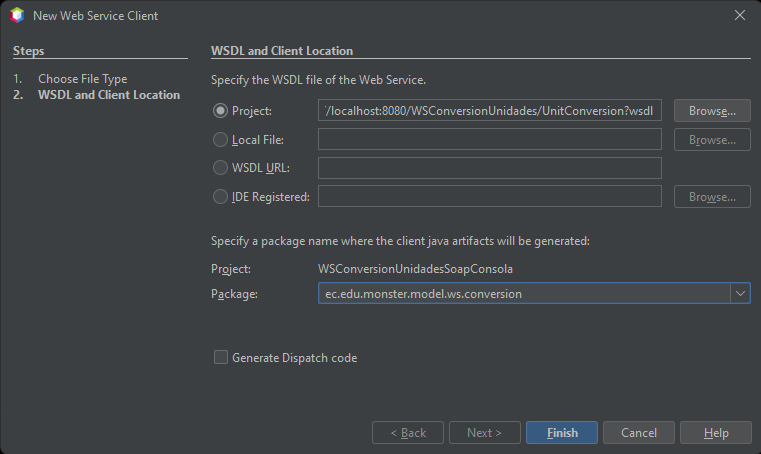 New Web Service Client
Steps
1. Choose File Type
2. WSDL and Client Location
WSDL and Client Location
Specify the WSDL file of the Web Service.
Project: /localhost:8080/WSConversionUnidades/UnitConversion?wsdl Browse...
Local File: Browse...
WSDL URL:
IDE Registered: Browse...
Specify a package name where the client java artifacts will be generated:
Project: WSConversionUnidadesSoapConsola
Package: ec.edu.monster.model.ws.conversion
Generate Dispatch code
< Back Next > Finish Cancel Help